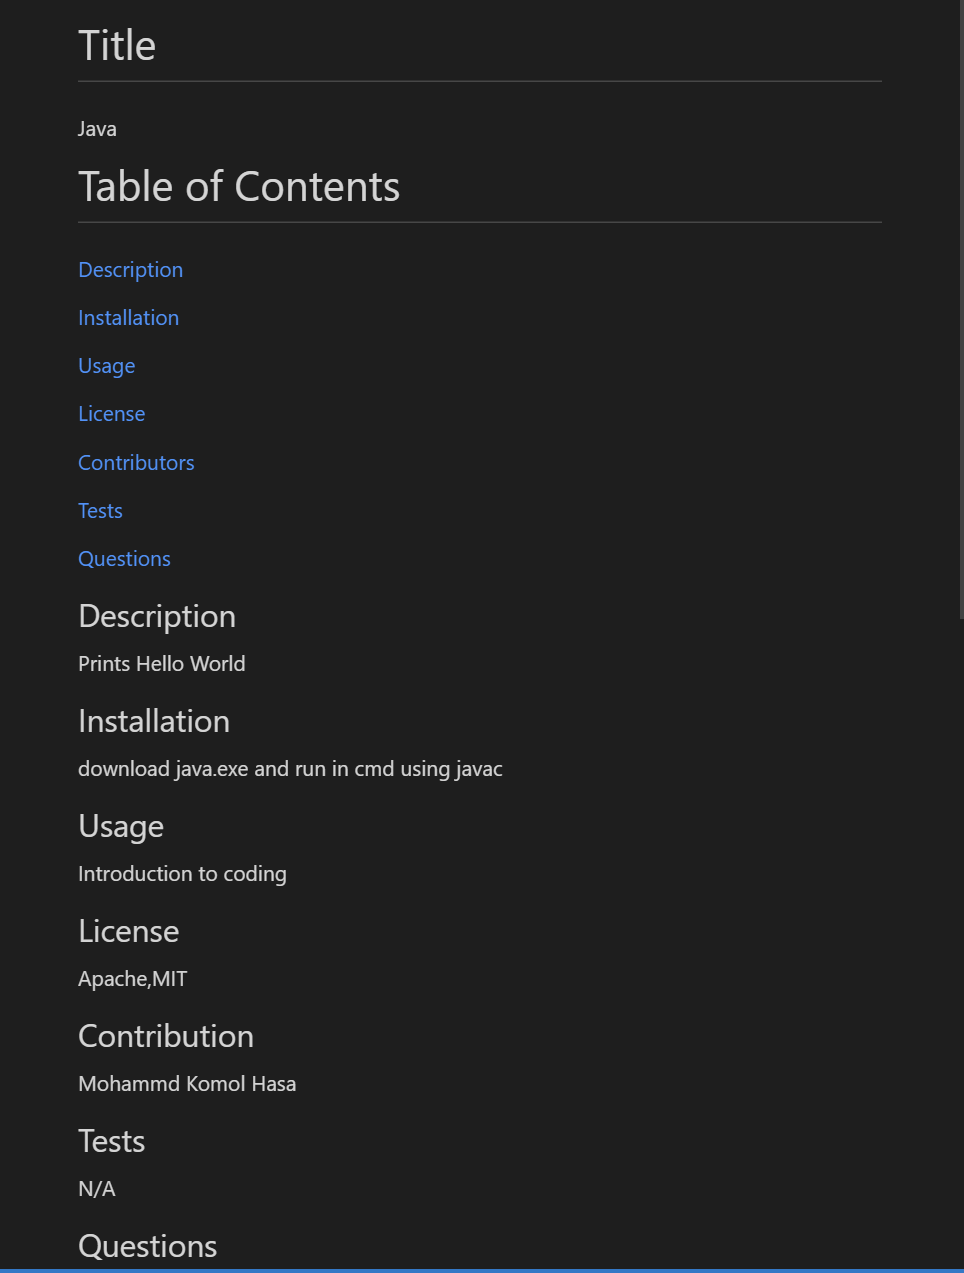 Title
Java
Table of Contents
Description
Installation
Usage
License
Contributors
Tests
Questions
Description
Prints Hello World
Installation
download java.exe and run in cmd using javac
Usage
Introduction to coding
License
Apache,MIT
Contribution
Mohammd Komol Hasa
Tests
N/A
Questions